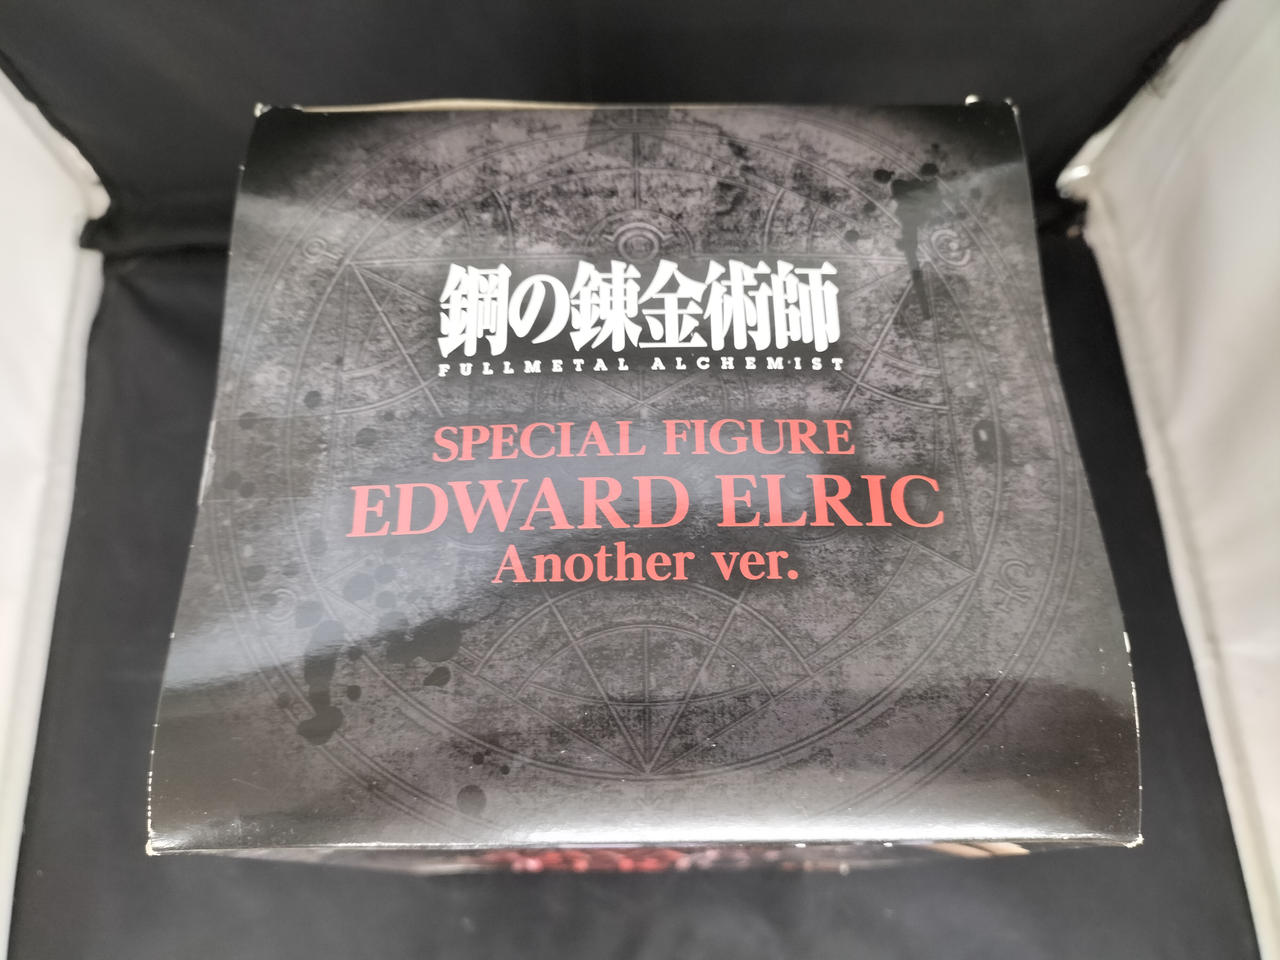 鋼の錬金術師
FULLMETAL ALCHEMIST
SPECIAL FIGURE
EDWARD ELRIC
Another ver.